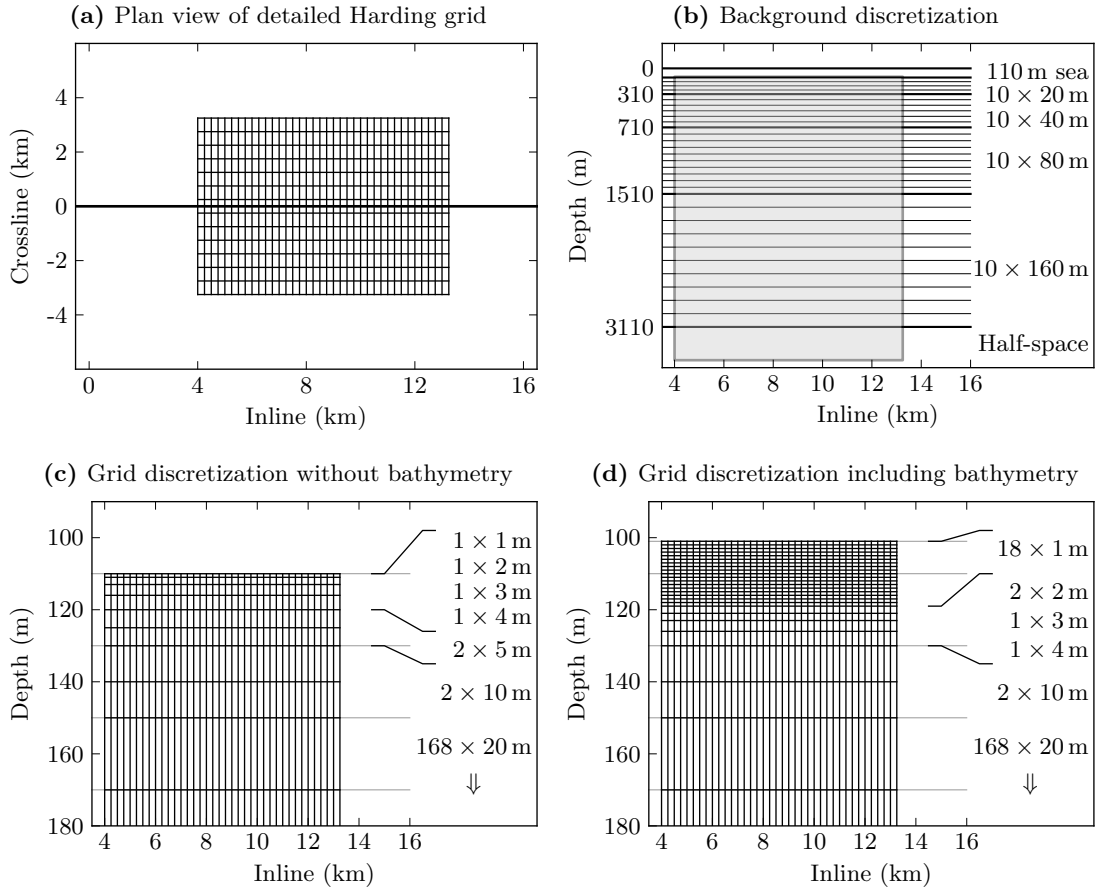 (a) Plan view of detailed Harding grid
4
2
0
-2
-4
Crossline (km)
0 4 8 12 16
Inline (km)
(b) Background discretization
0
310
710
1510
3110
Depth (m)
110 m sea
10 × 20 m
10 × 40 m
10 × 80 m
10 × 160 m
Half-space
4 6 8 10 12 14 16
Inline (km)
(c) Grid discretization without bathymetry
100
120
140
160
180
Depth (m)
1 × 1 m
1 × 2 m
1 × 3 m
1 × 4 m
2 × 5 m
2 × 10 m
168 × 20 m
⇓
4 6 8 10 12 14 16
Inline (km)
(d) Grid discretization including bathymetry
100
120
140
160
180
Depth (m)
18 × 1 m
2 × 2 m
1 × 3 m
1 × 4 m
2 × 10 m
168 × 20 m
⇓
4 6 8 10 12 14 16
Inline (km)